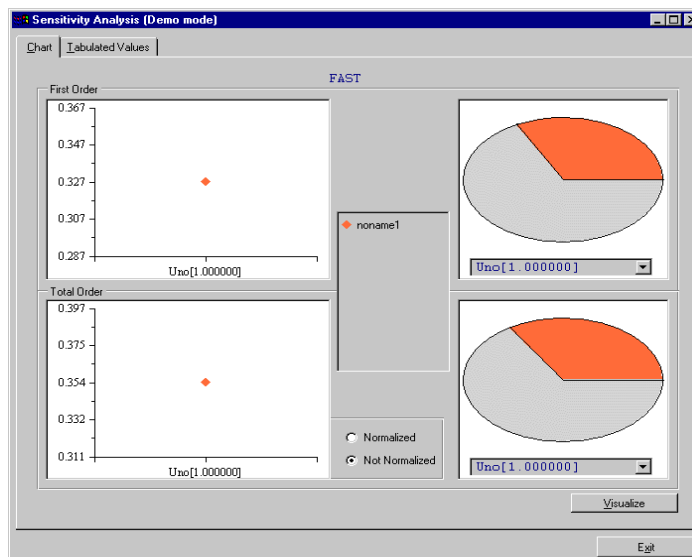 Sensitivity Analysis (Demo mode)
Chart
Tabulated Values
FAST
First Order
0.367
0.347
0.327
0.307
0.287
Uno[1.000000]
noname1
Uno[1.000000]
Total Order
0.397
0.375
0.354
0.332
0.311
Uno[1.000000]
Normalized
Not Normalized
Uno[1.000000]
Visualize
Exit